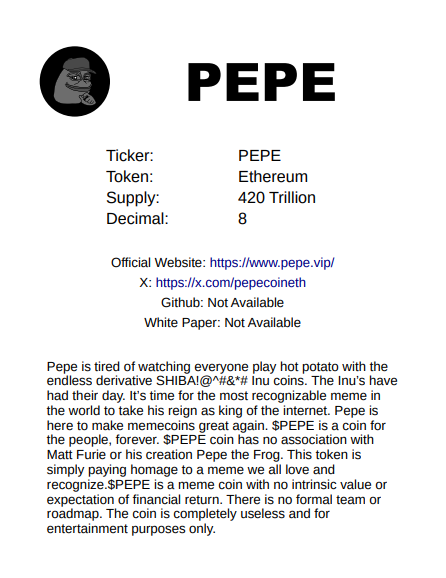 PEPE
Ticker: PEPE
Token: Ethereum
Supply: 420 Trillion
Decimal: 8
Official Website: https://www.pepe.vip/
X: https://x.com/pepecoineth
Github: Not Available
White Paper: Not Available
Pepe is tired of watching everyone play hot potato with the
endless derivative SHIBA!@^#&*# Inu coins. The Inu’s have
had their day. It’s time for the most recognizable meme in
the world to take his reign as king of the internet. Pepe is
here to make memecoins great again. $PEPE is a coin for
the people, forever. $PEPE coin has no association with
Matt Furie or his creation Pepe the Frog. This token is
simply paying homage to a meme we all love and
recognize.$PEPE is a meme coin with no intrinsic value or
expectation of financial return. There is no formal team or
roadmap. The coin is completely useless and for
entertainment purposes only.